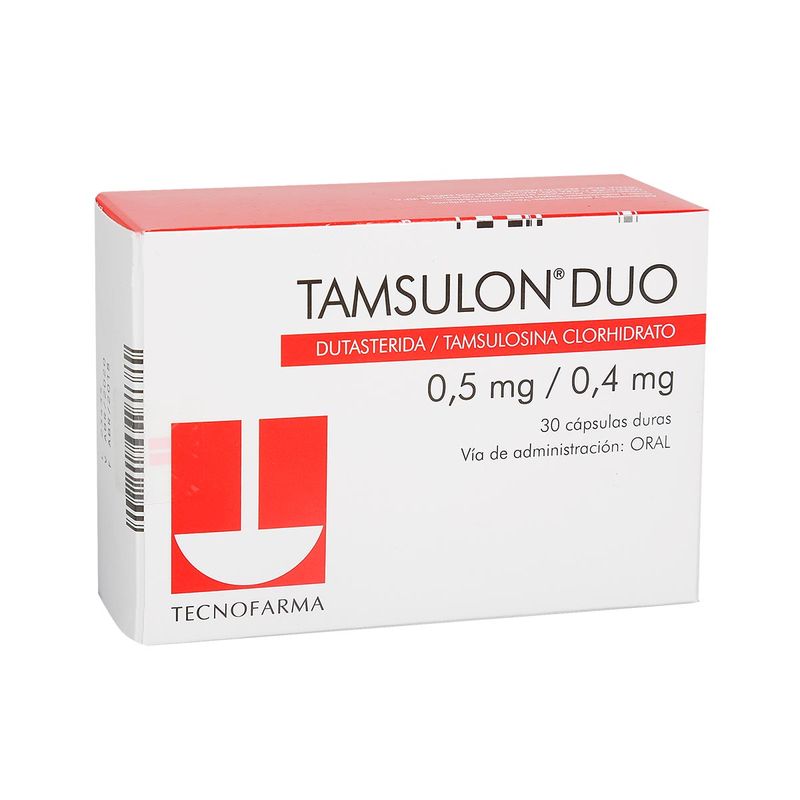 TAMSULON® DUO
DUTASTERIDA / TAMSULOSINA CLORHIDRATO
0,5 mg / 0,4 mg
30 cápsulas duras
Vía de administración: ORAL
TECNOFARMA